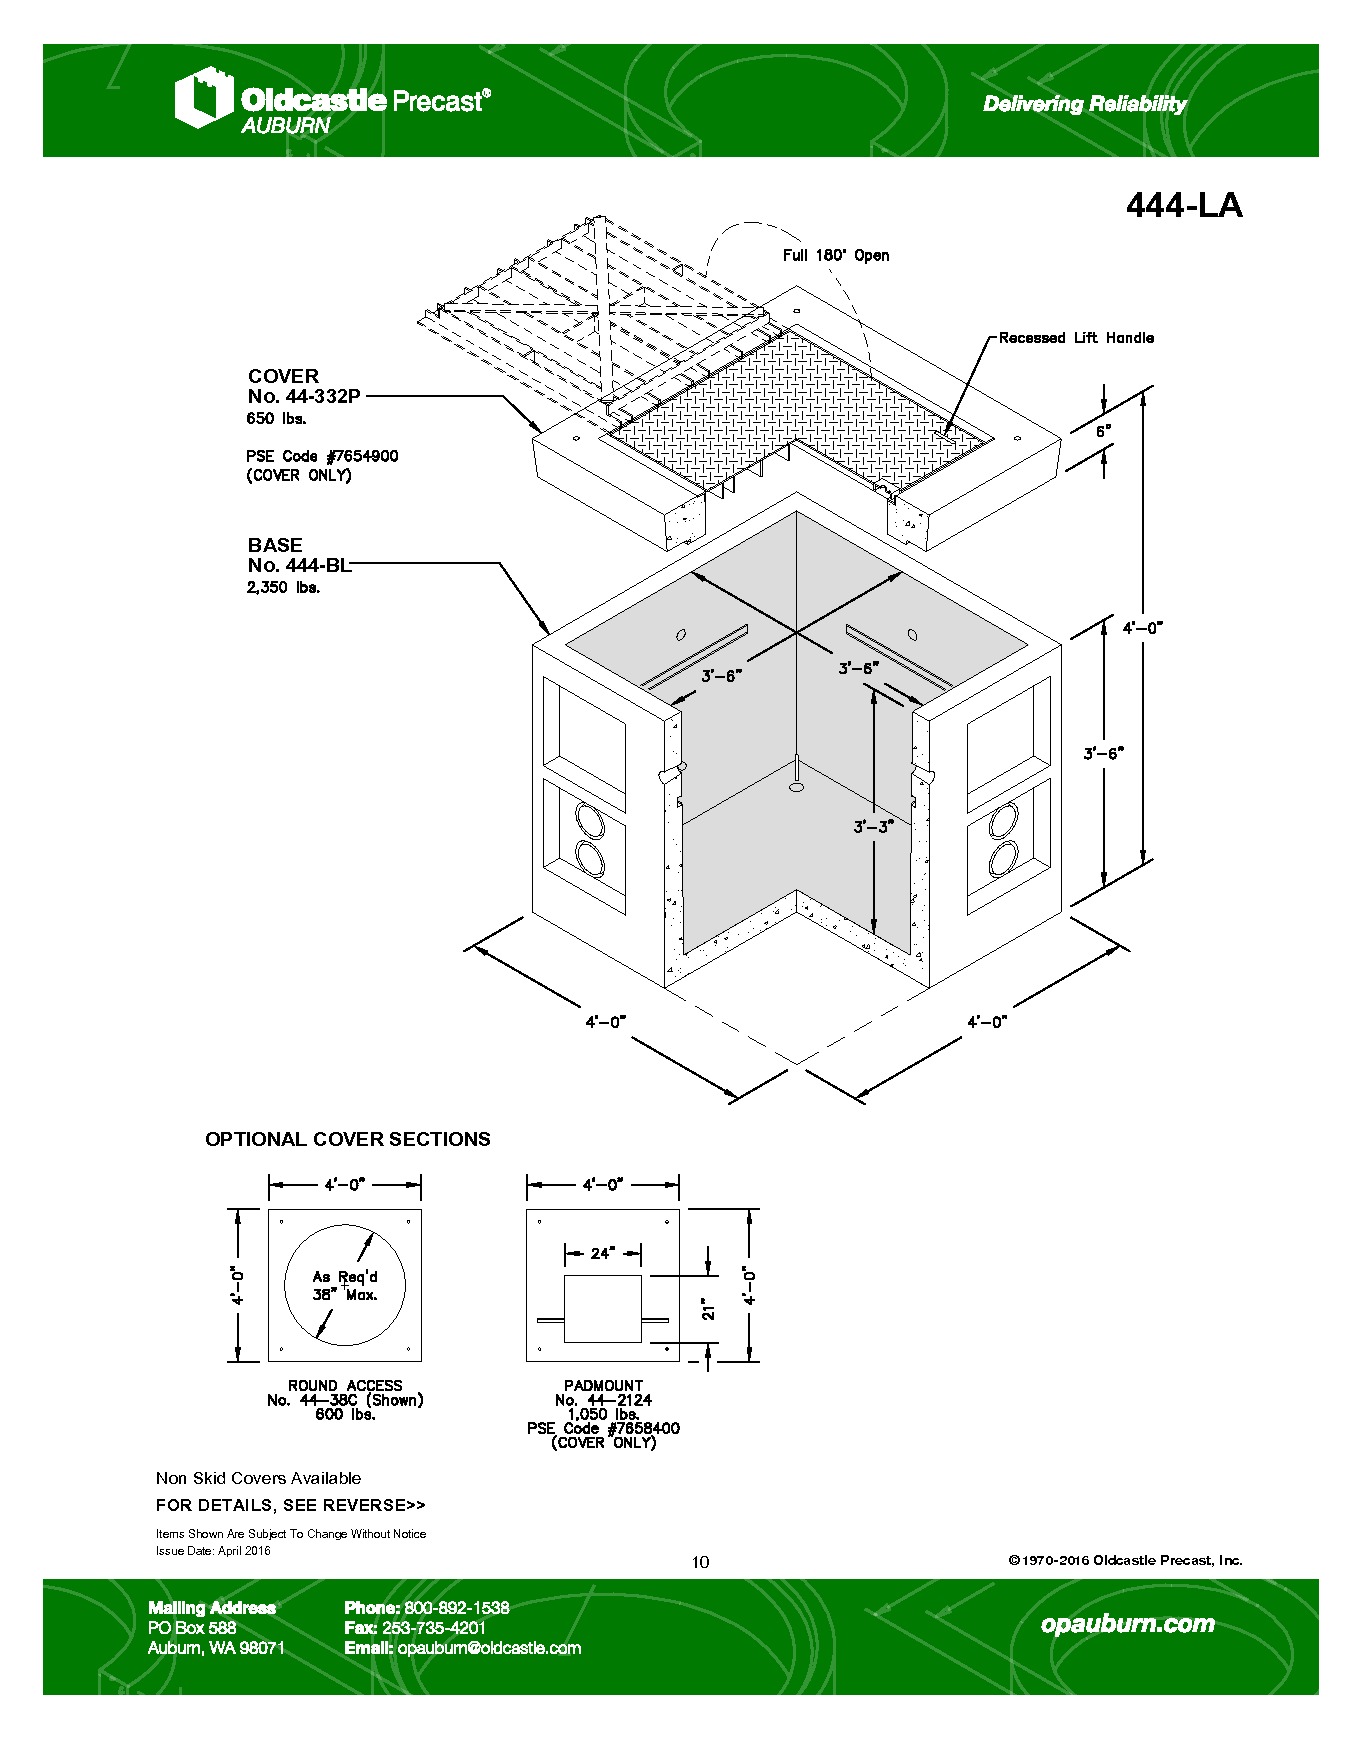 Oldcastle Precast®
AUBURN
Delivering Reliability
444-LA
Full 180° Open
Recessed Lift Handle
COVER
No. 44-332P
650 lbs.
PSE Code #7654900
(COVER ONLY)
6"
BASE
No. 444-BL
2,350 lbs.
4'-0"
3'-6"
3'-6"
3'-6"
3'-3"
4'-0"
4'-0"
OPTIONAL COVER SECTIONS
4'-0"
4'-0"
24"
As Req'd
38" Max.
4'-0"
21"
4'-0"
ROUND ACCESS
No. 44-38C (Shown)
600 lbs.
PADMOUNT
No. 44-2124
1,050 lbs.
PSE Code #7658400
(COVER ONLY)
Non Skid Covers Available
FOR DETAILS, SEE REVERSE>>
Items Shown Are Subject To Change Without Notice
Issue Date: April 2016
10
©1970-2016 Oldcastle Precast, Inc.
Mailing Address
PO Box 588
Auburn, WA 98071
Phone: 800-892-1538
Fax: 253-735-4201
Email: opauburn@oldcastle.com
opauburn.com